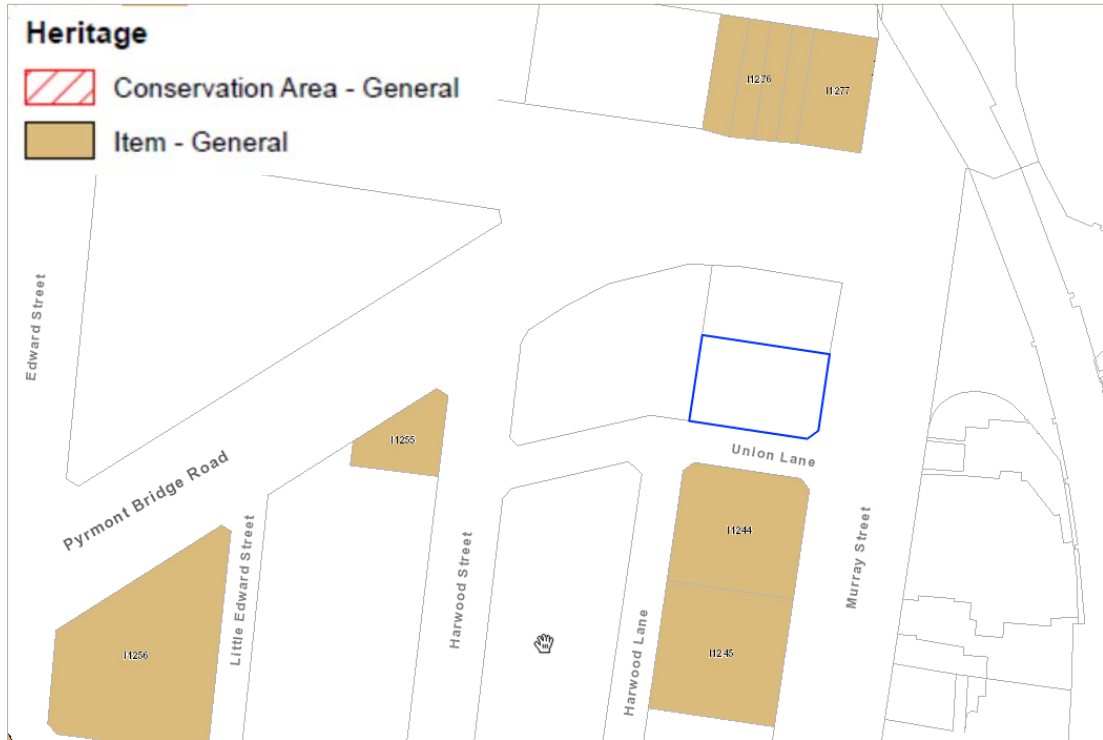 Heritage
Conservation Area - General
Item - General
I1276
I1277
Edward Street
I1255
Union Lane
Pyrmont Bridge Road
I1244
Murray Street
Little Edward Street
Harwood Street
I1256
I1245
Harwood Lane